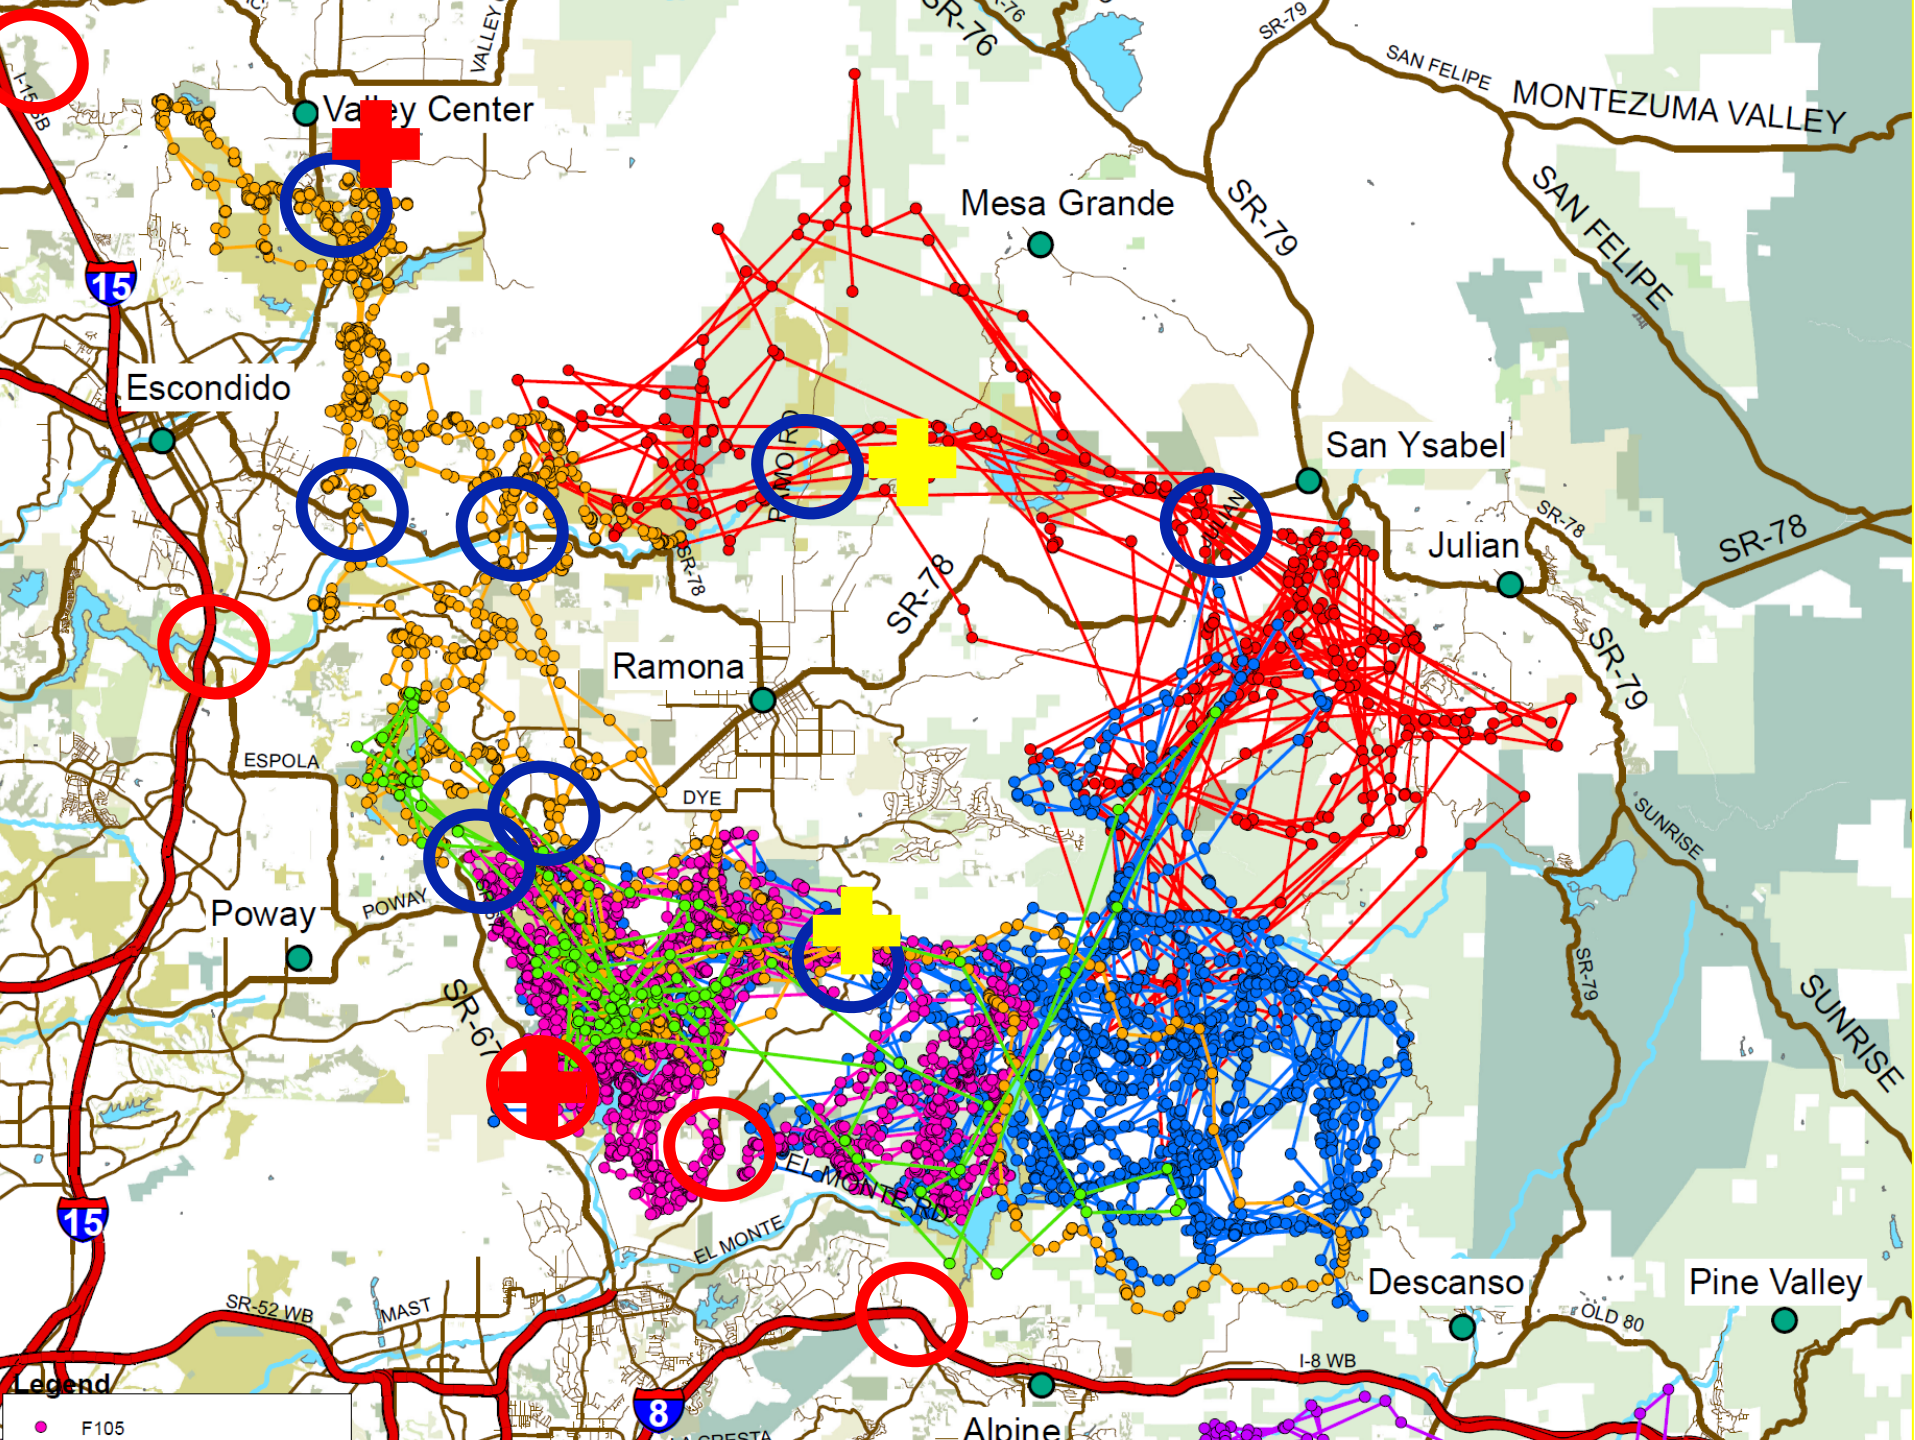 SR-76
SR-79
VALLEY
I-15 SB
SAN FELIPE
MONTEZUMA VALLEY
Valley Center
SAN FELIPE
Mesa Grande
SR-79
15
Escondido
San Ysabel
JULIAN
SR-78
Julian
SR-78
SR-78
SR-78
Ramona
SR-79
ESPOLA
DYE
SUNRISE
POWAY
Poway
SR-67
SR-79
SUNRISE
EL MONTE RD
15
EL MONTE
Descanso
Pine Valley
SR-52 WB
MAST
OLD 80
I-8 WB
Legend
8
F105
Alpine